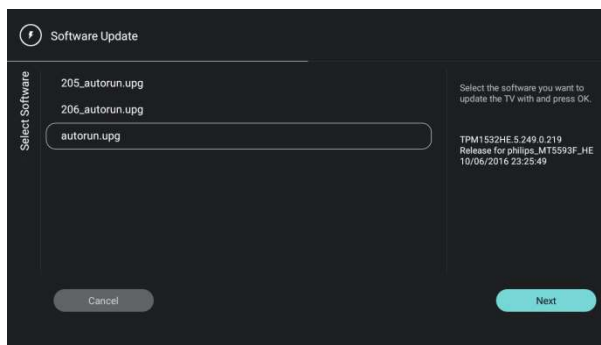 Software Update
Select Software
205_autorun.upg
206_autorun.upg
autorun.upg
Select the software you want to
update the TV with and press OK.
TPM1532HE.5.249.0.219
Release for philips_MT5593F_HE
10/06/2016 23:25:49
Cancel
Next